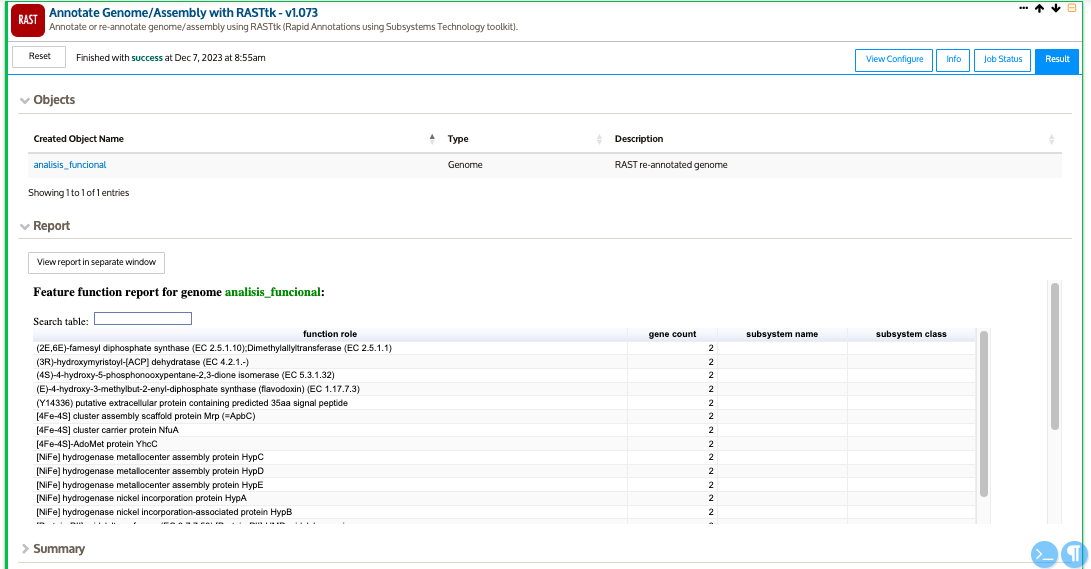 RAST
Annotate Genome/Assembly with RASTtk - v1.073
Annotate or re-annotate genome/assembly using RASTtk (Rapid Annotations using Subsystems Technology toolkit).
Reset
Finished with success at Dec 7, 2023 at 8:55am
View Configure Info Job Status Result
Objects
Created Object Name Type Description
analisis_funcional Genome RAST re-annotated genome
Showing 1 to 1 of 1 entries
Report
View report in separate window
Feature function report for genome analisis_funcional:
Search table:
function role gene count subsystem name subsystem class
(2E,6E)-farnesyl diphosphate synthase (EC 2.5.1.10);Dimethylallyltransferase (EC 2.5.1.1) 2
(3R)-hydroxymyristoyl-[ACP] dehydratase (EC 4.2.1.-) 2
(4S)-4-hydroxy-5-phosphonooxypentane-2,3-dione isomerase (EC 5.3.1.32) 2
(E)-4-hydroxy-3-methylbut-2-enyl-diphosphate synthase (flavodoxin) (EC 1.17.7.3) 2
(Y14336) putative extracellular protein containing predicted 35aa signal peptide 2
[4Fe-4S] cluster assembly scaffold protein Mrp (=ApbC) 2
[4Fe-4S] cluster carrier protein NfuA 2
[4Fe-4S]-AdoMet protein YhcC 2
[NiFe] hydrogenase metallocenter assembly protein HypC 2
[NiFe] hydrogenase metallocenter assembly protein HypD 2
[NiFe] hydrogenase metallocenter assembly protein HypE 2
[NiFe] hydrogenase nickel incorporation protein HypA 2
[NiFe] hydrogenase nickel incorporation-associated protein HypB 2
Summary